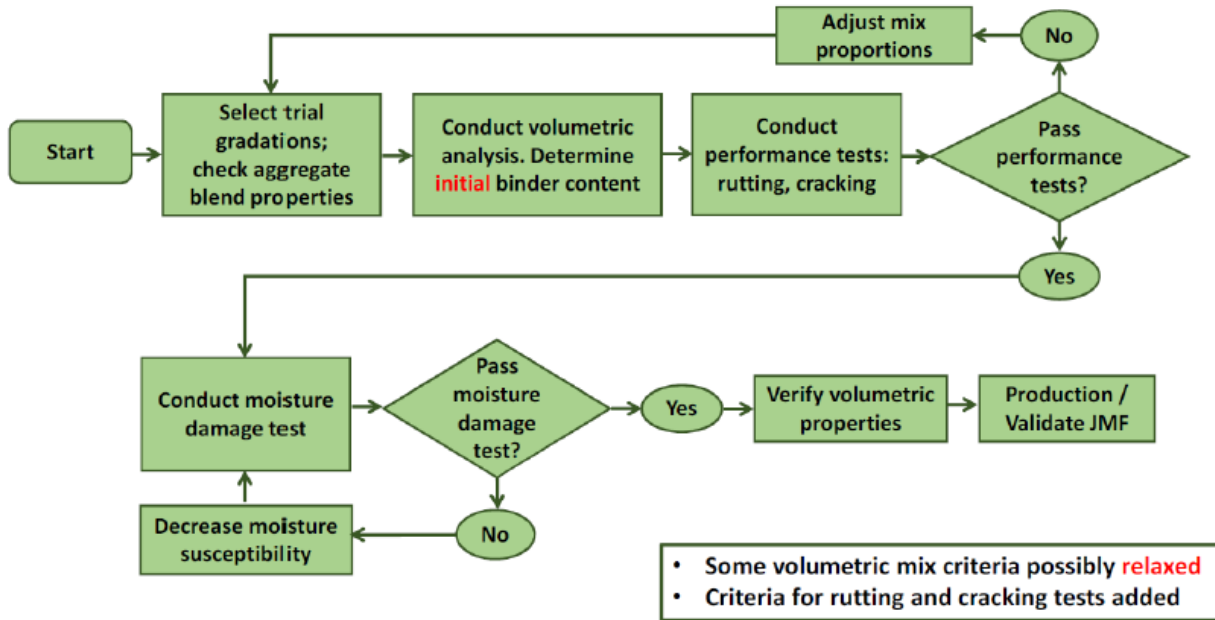 Adjust mix
proportions
No
Start
Select trial
gradations;
check aggregate
blend properties
Conduct volumetric
analysis. Determine
initial binder content
Conduct
performance tests:
rutting, cracking
Pass
performance
tests?
Yes
Conduct moisture
damage test
Pass
moisture
damage
test?
Yes
Verify volumetric
properties
Production /
Validate JMF
No
Decrease moisture
susceptibility
• Some volumetric mix criteria possibly relaxed
• Criteria for rutting and cracking tests added